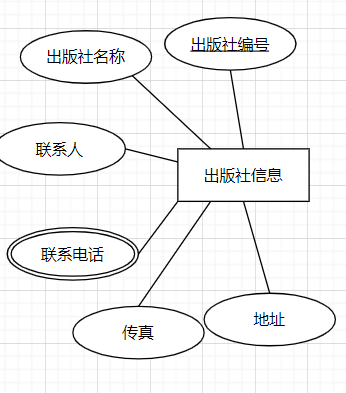 出版社编号
出版社名称
联系人
出版社信息
联系电话
地址
传真